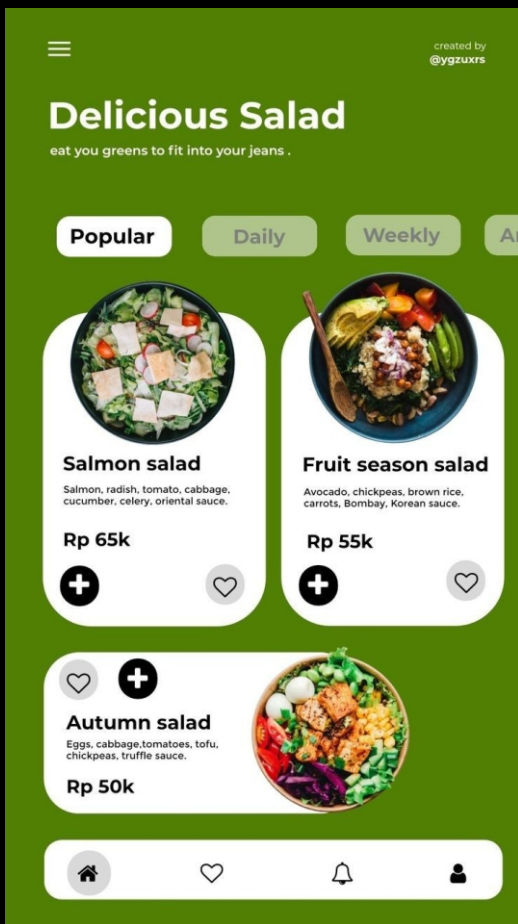 created by
@ygzuxrs
Delicious Salad
eat you greens to fit into your jeans .
Popular
Daily
Weekly
Salmon salad
Salmon, radish, tomato, cabbage,
cucumber, celery, oriental sauce.
Rp 65k
Fruit season salad
Avocado, chickpeas, brown rice,
carrots, Bombay, Korean sauce.
Rp 55k
Autumn salad
Eggs, cabbage,tomatoes, tofu,
chickpeas, truffle sauce.
Rp 50k